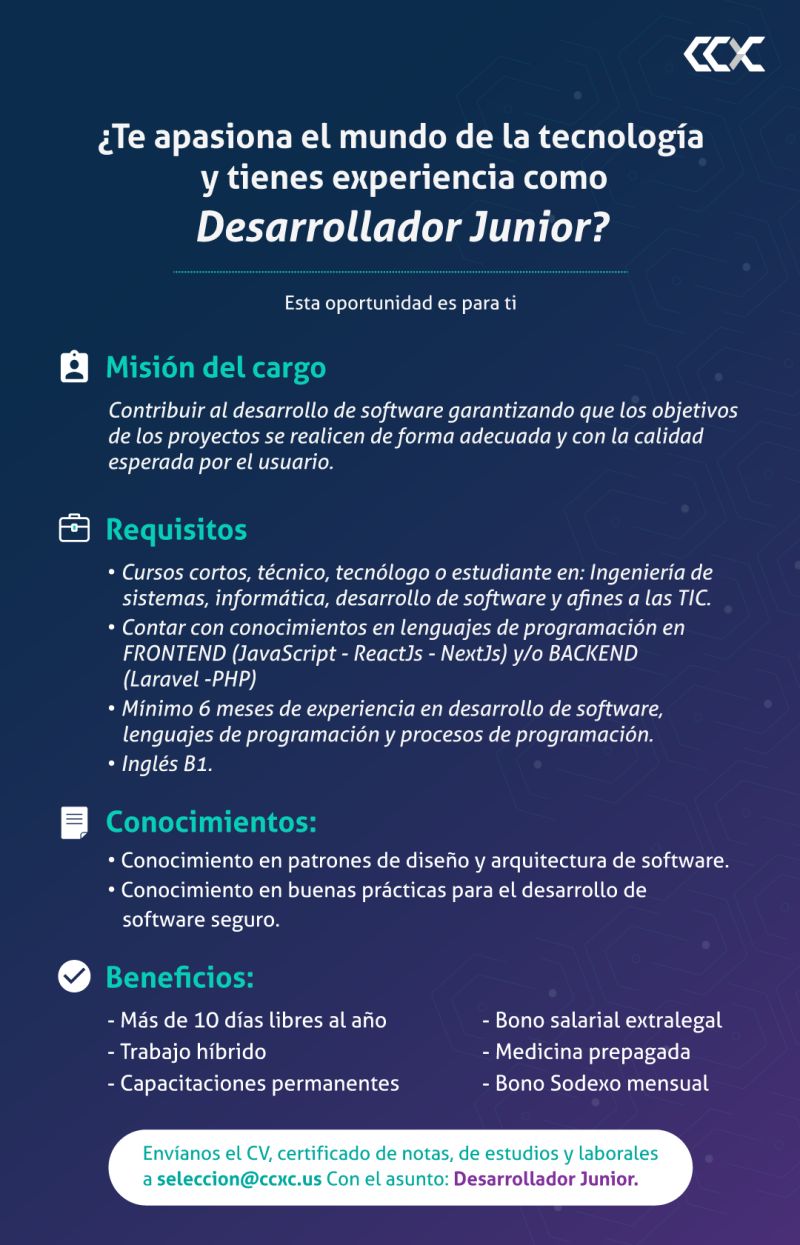 CCXC
¿Te apasiona el mundo de la tecnología
y tienes experiencia como
Desarrollador Junior?
Esta oportunidad es para ti
Misión del cargo
Contribuir al desarrollo de software garantizando que los objetivos
de los proyectos se realicen de forma adecuada y con la calidad
esperada por el usuario.
Requisitos
• Cursos cortos, técnico, tecnólogo o estudiante en: Ingeniería de
sistemas, informática, desarrollo de software y afines a las TIC.
• Contar con conocimientos en lenguajes de programación en
FRONTEND (JavaScript - ReactJs - NextJs) y/o BACKEND
(Laravel -PHP)
• Mínimo 6 meses de experiencia en desarrollo de software,
lenguajes de programación y procesos de programación.
• Inglés B1.
Conocimientos:
• Conocimiento en patrones de diseño y arquitectura de software.
• Conocimiento en buenas prácticas para el desarrollo de
software seguro.
Beneficios:
- Más de 10 días libres al año
- Trabajo híbrido
- Capacitaciones permanentes
- Bono salarial extralegal
- Medicina prepagada
- Bono Sodexo mensual
Envíanos el CV, certificado de notas, de estudios y laborales
a seleccion@ccxc.us Con el asunto: Desarrollador Junior.